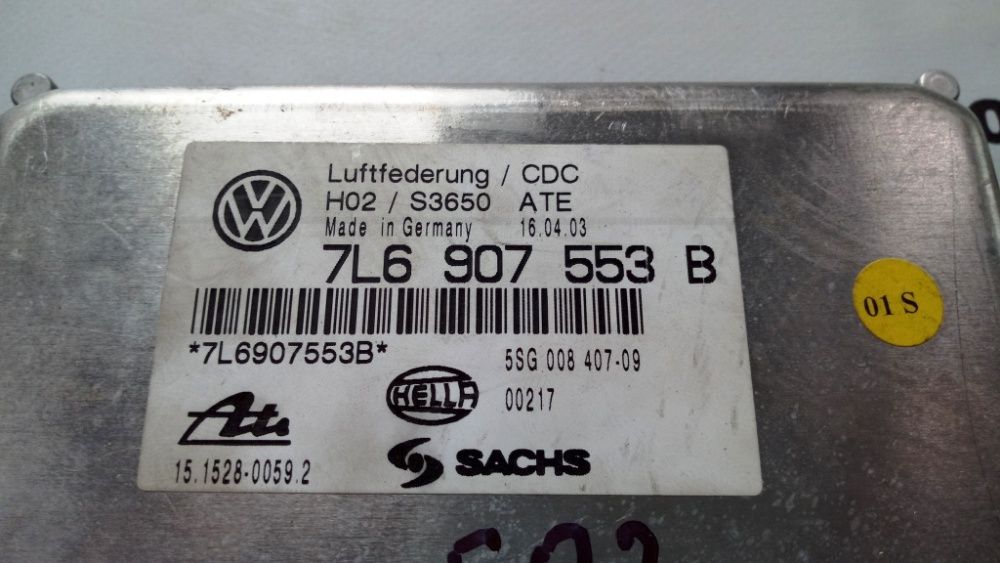 Luftfederung / CDC
H02 / S3650 ATE
Made in Germany 16.04.03
7L6 907 553 B
*7L6907553B*
5SG 008 407-09
00217
HELLA
Ate
SACHS
15.1528-0059.2
01 S